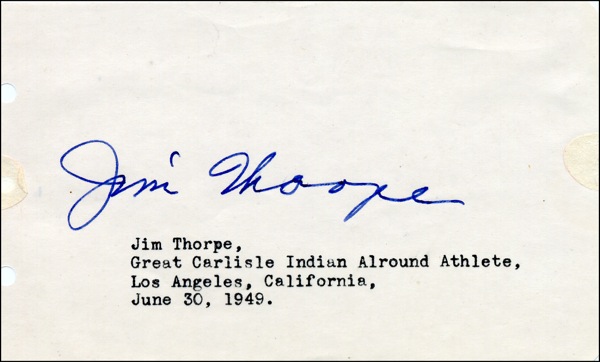 Jim Thorpe
Jim Thorpe,
Great Carlisle Indian Alround Athlete,
Los Angeles, California,
June 30, 1949.